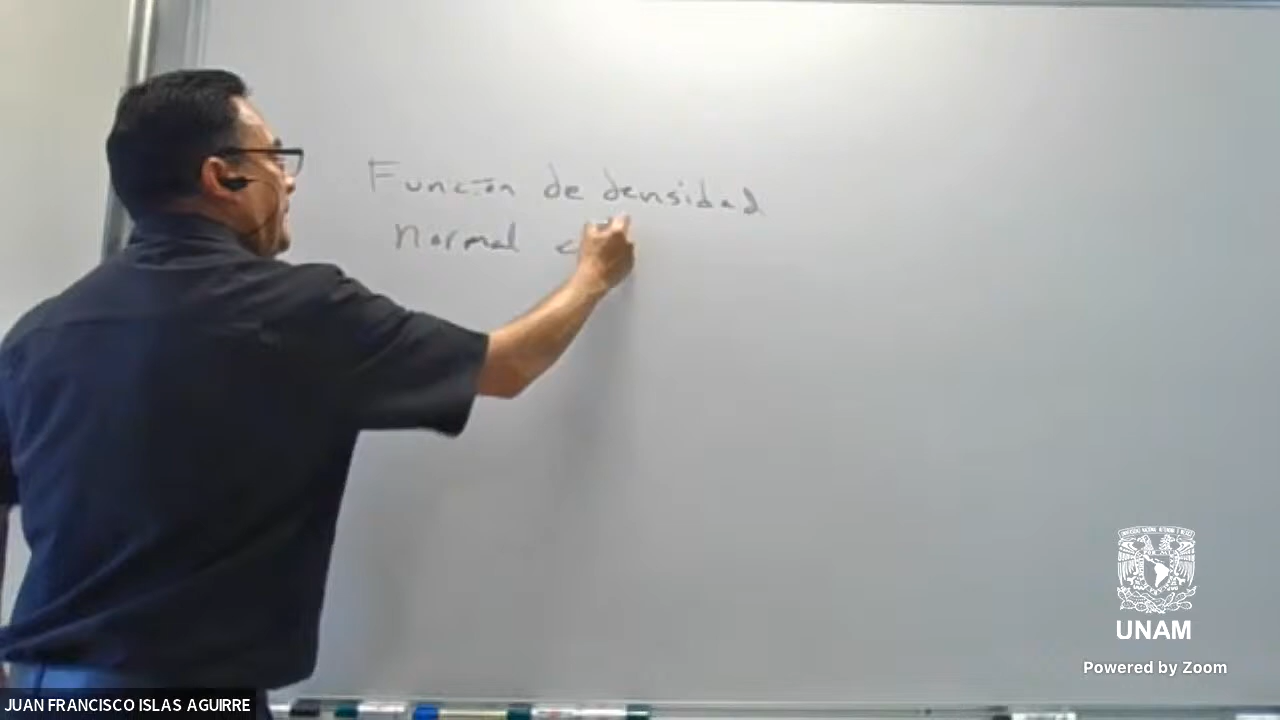 Función de densidad
Normal e
UNAM
Powered by Zoom
JUAN FRANCISCO ISLAS AGUIRRE